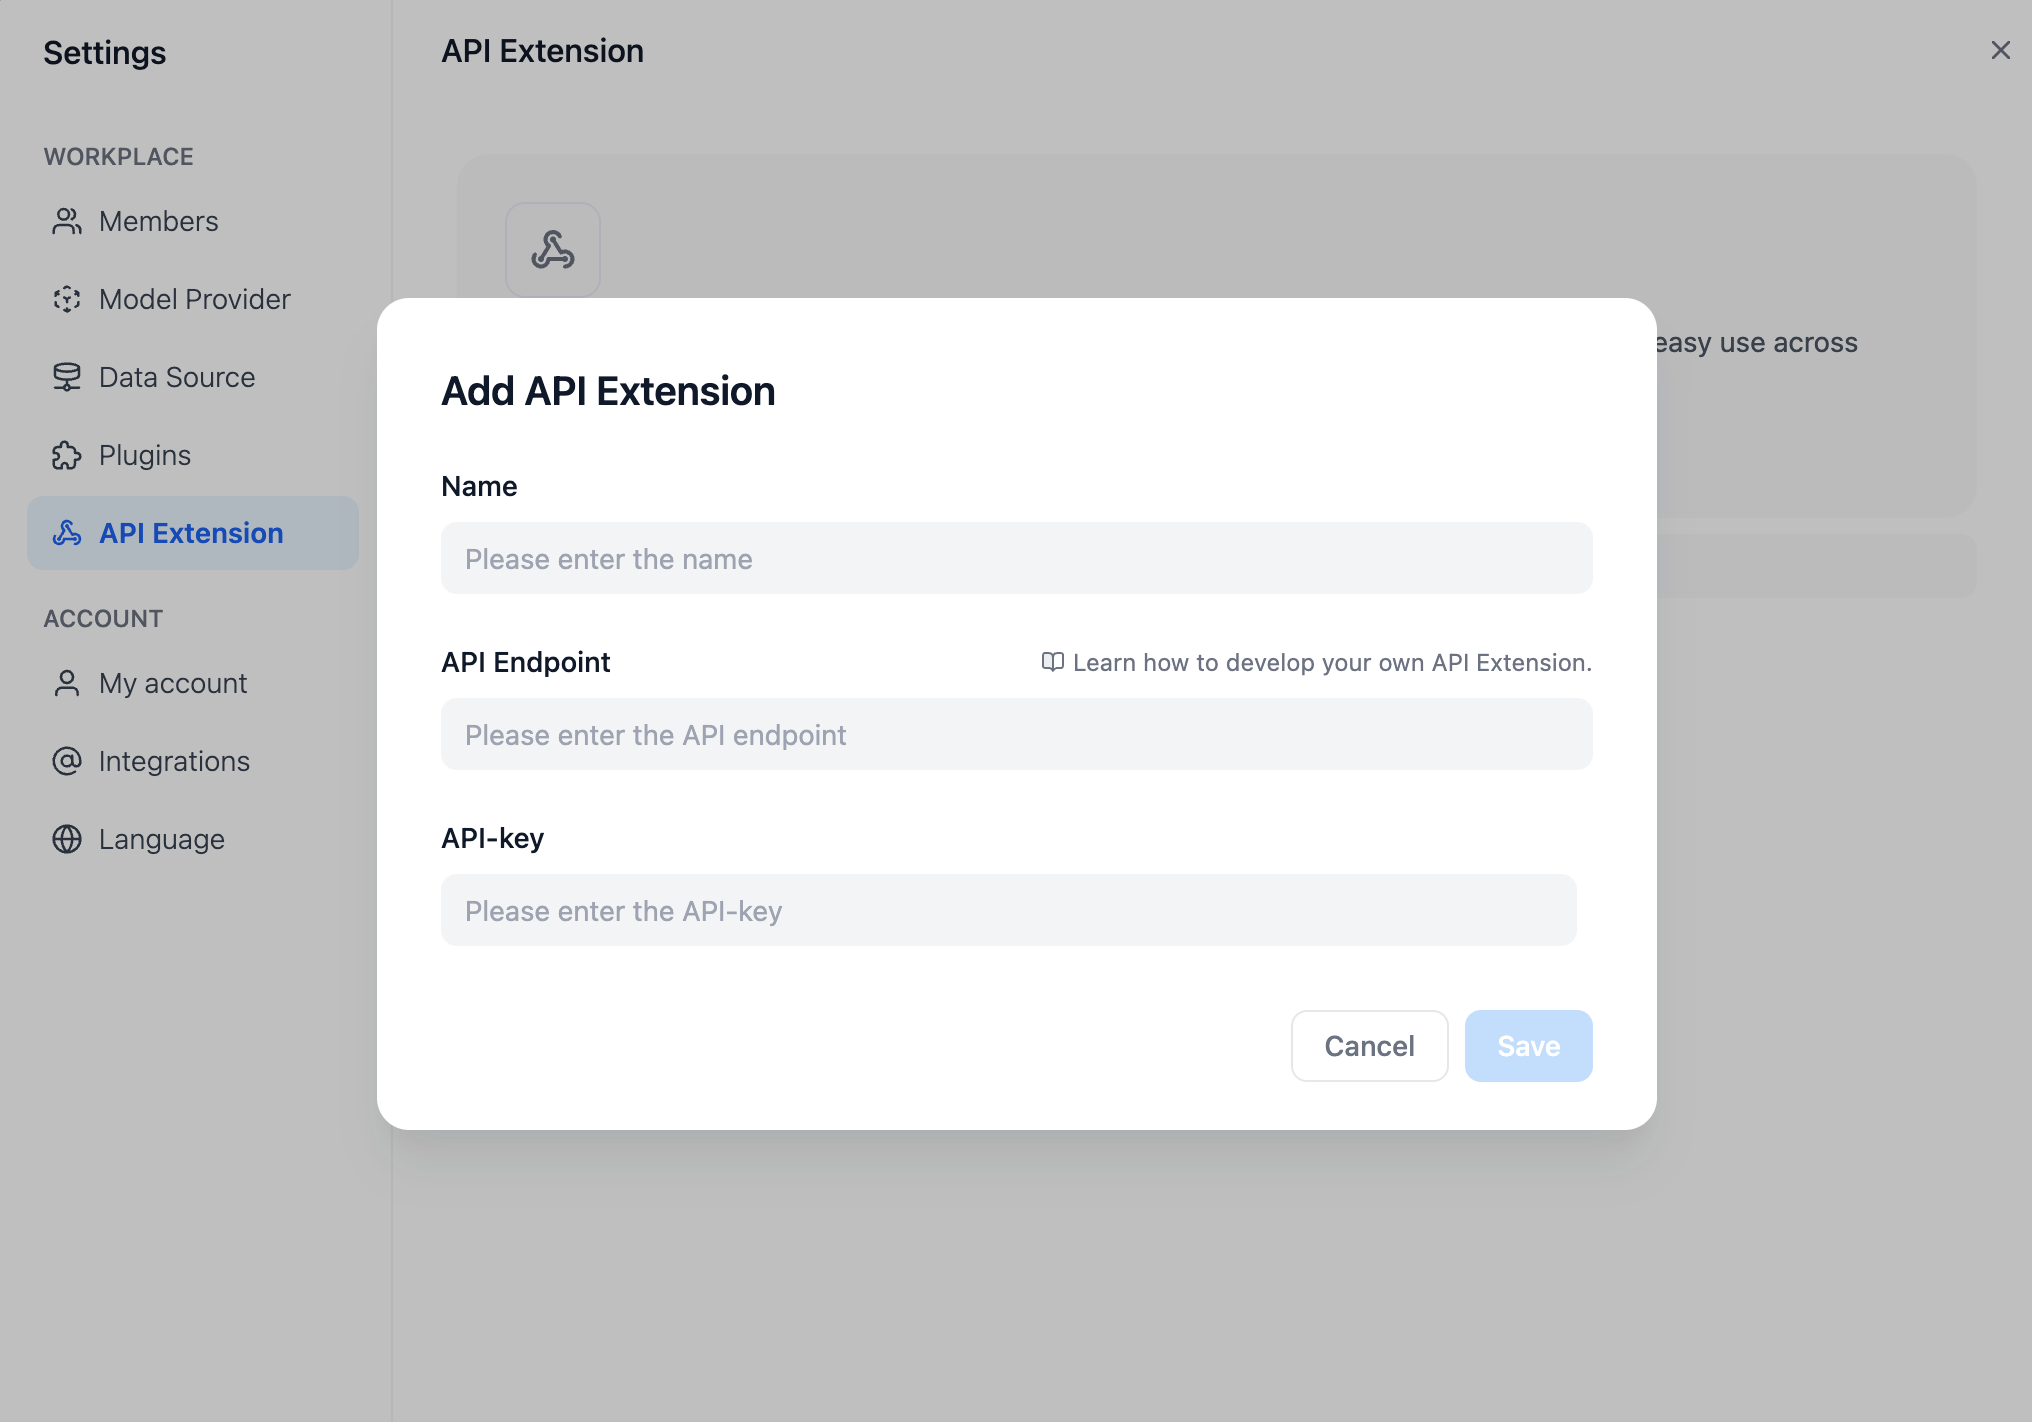 Settings
WORKPLACE
Members
Model Provider
Data Source
Plugins
API Extension
ACCOUNT
My account
Integrations
Language
API Extension
easy use across
Add API Extension
Name
Please enter the name
API Endpoint
Learn how to develop your own API Extension.
Please enter the API endpoint
API-key
Please enter the API-key
Cancel
Save